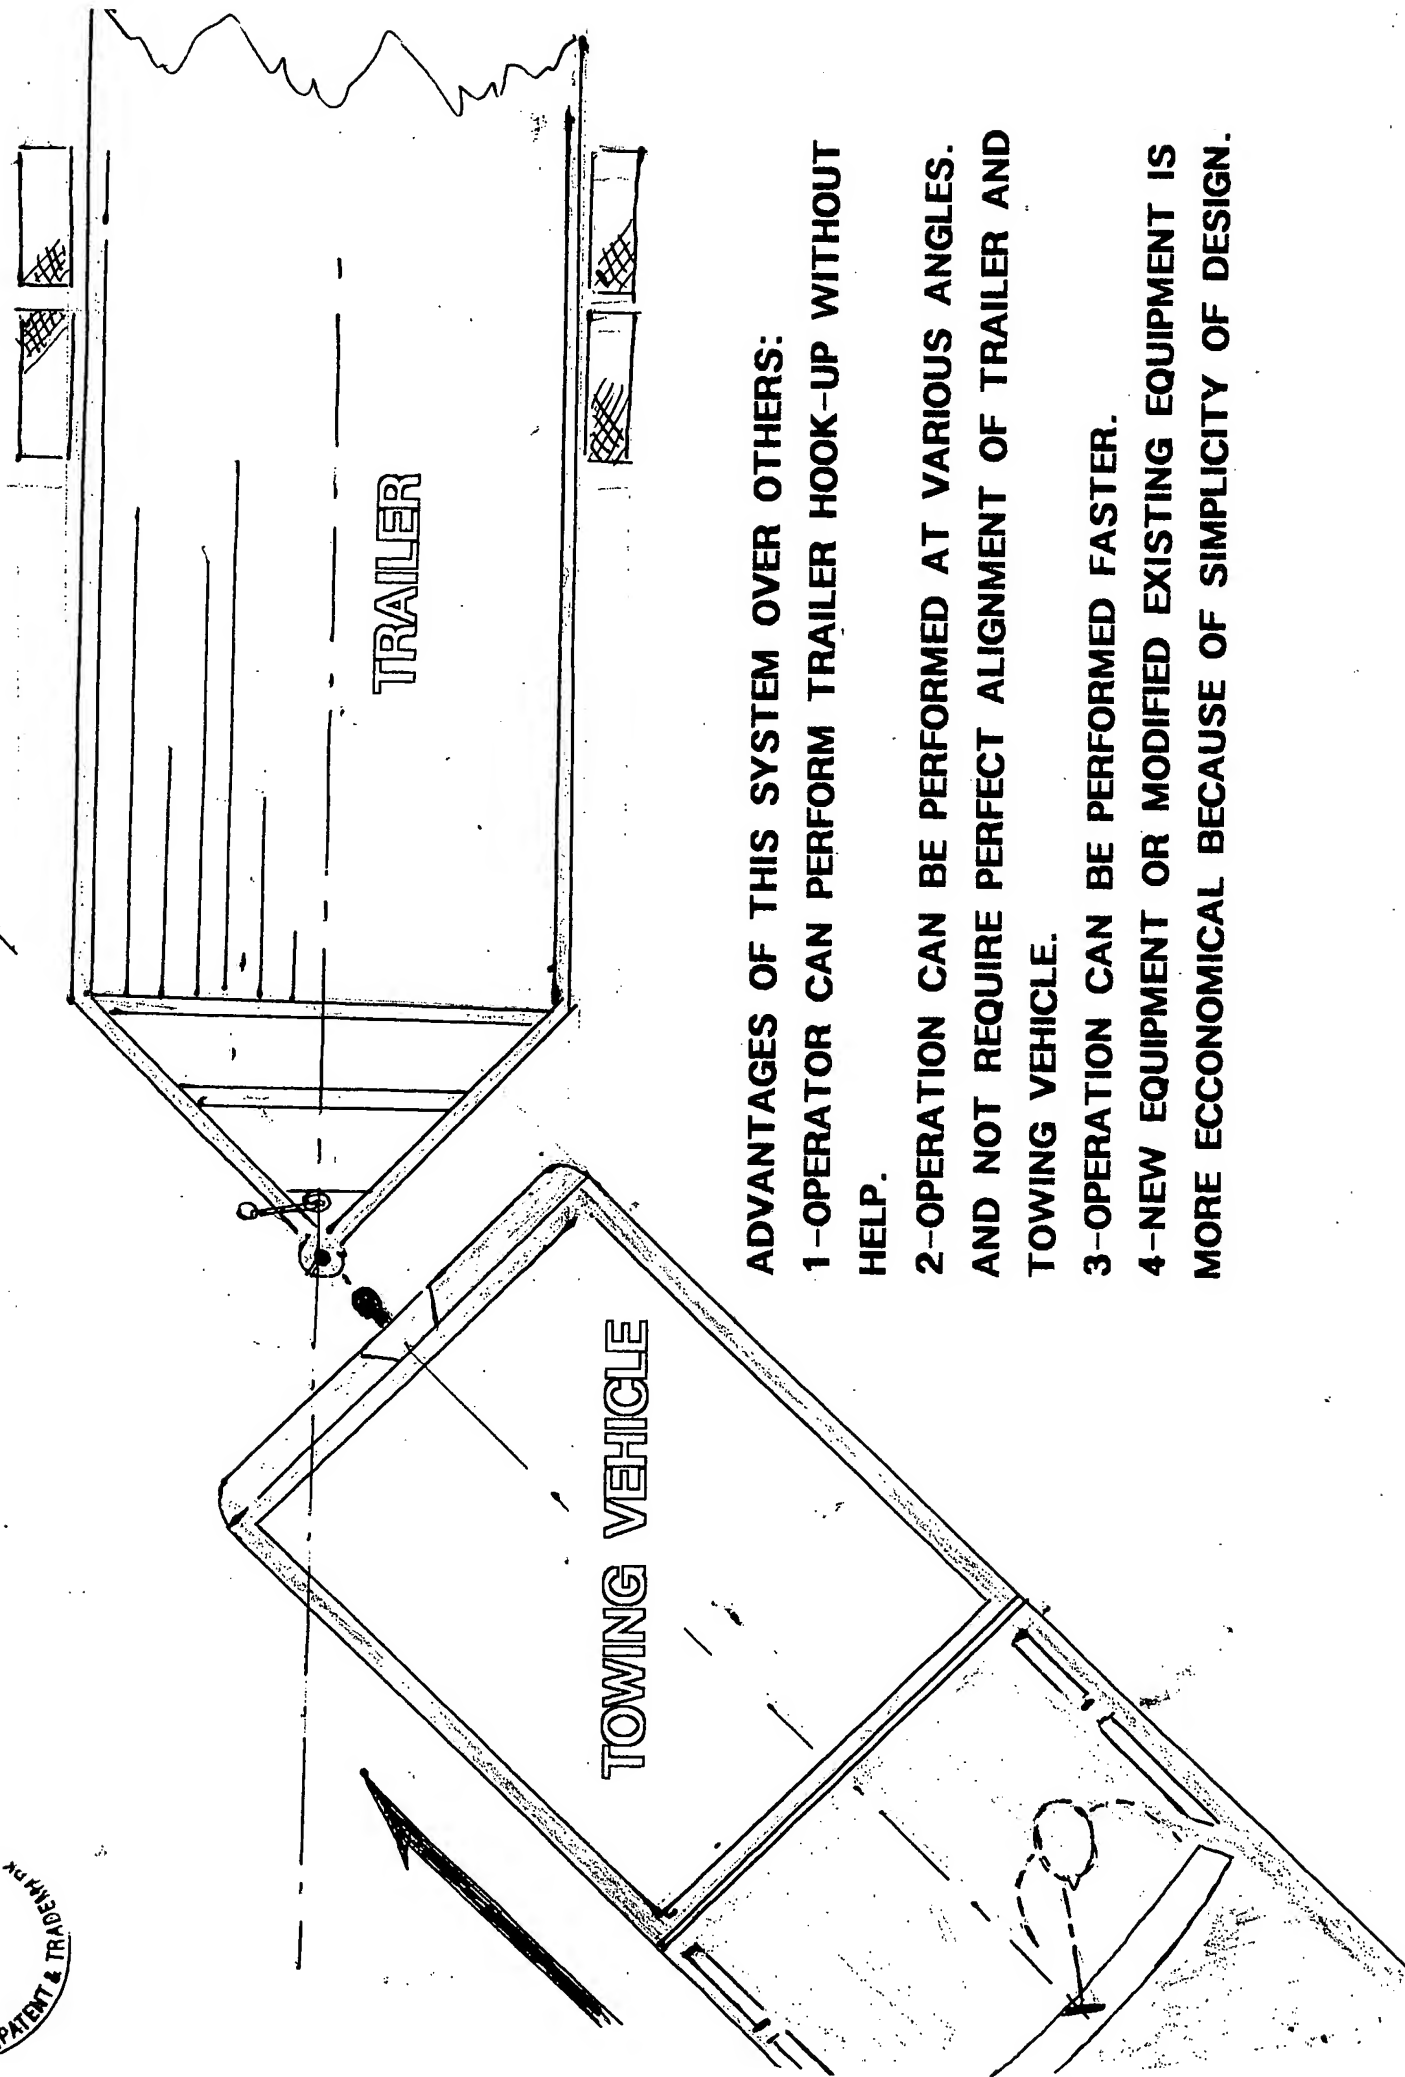 TRAILER
TOWING VEHICLE
ADVANTAGES OF THIS SYSTEM OVER OTHERS:
1-OPERATOR CAN PERFORM TRAILER HOOK-UP WITHOUT
HELP.
2-OPERATION CAN BE PERFORMED AT VARIOUS ANGLES.
AND NOT REQUIRE PERFECT ALIGNMENT OF TRAILER AND
TOWING VEHICLE.
3-OPERATION CAN BE PERFORMED FASTER.
4-NEW EQUIPMENT OR MODIFIED EXISTING EQUIPMENT IS
MORE ECCONOMICAL BECAUSE OF SIMPLICITY OF DESIGN.
PATENT & TRADEMARK